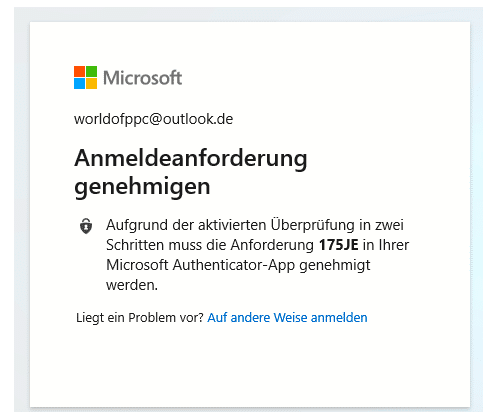 Microsoft
worldofppc@outlook.de
Anmeldeanforderung
genehmigen
Aufgrund der aktivierten Überprüfung in zwei
Schritten muss die Anforderung 175JE in Ihrer
Microsoft Authenticator-App genehmigt
werden.
Liegt ein Problem vor? Auf andere Weise anmelden